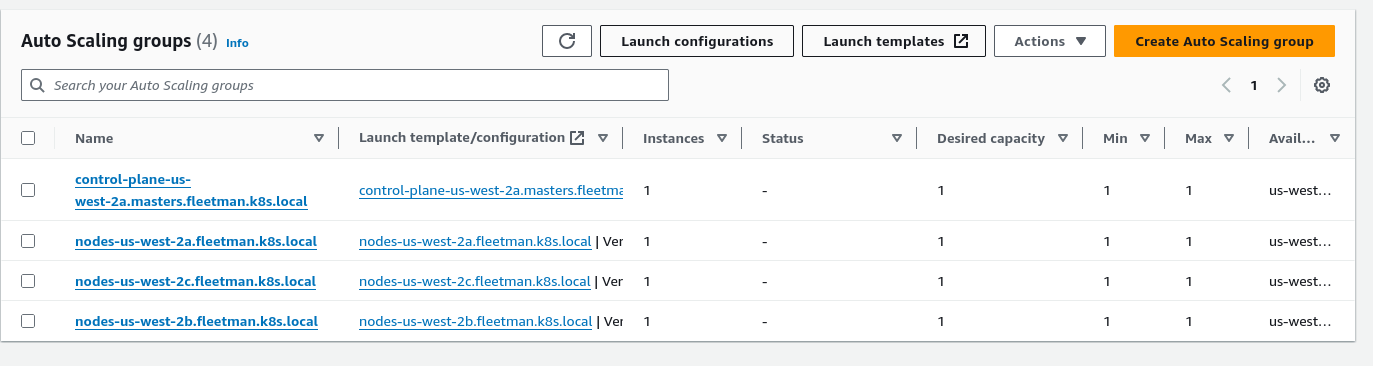 Auto Scaling groups (4) Info
Launch configurations
Launch templates
Actions
Create Auto Scaling group
Search your Auto Scaling groups
1
Name Launch template/configuration Instances Status Desired capacity Min Max Avail...
control-plane-us-
west-2a.masters.fleetman.k8s.local
control-plane-us-west-2a.masters.fleetma 1 - 1 1 1 us-west...
nodes-us-west-2a.fleetman.k8s.local nodes-us-west-2a.fleetman.k8s.local | Ver 1 - 1 1 1 us-west...
nodes-us-west-2c.fleetman.k8s.local nodes-us-west-2c.fleetman.k8s.local | Ver 1 - 1 1 1 us-west...
nodes-us-west-2b.fleetman.k8s.local nodes-us-west-2b.fleetman.k8s.local | Ver 1 - 1 1 1 us-west...